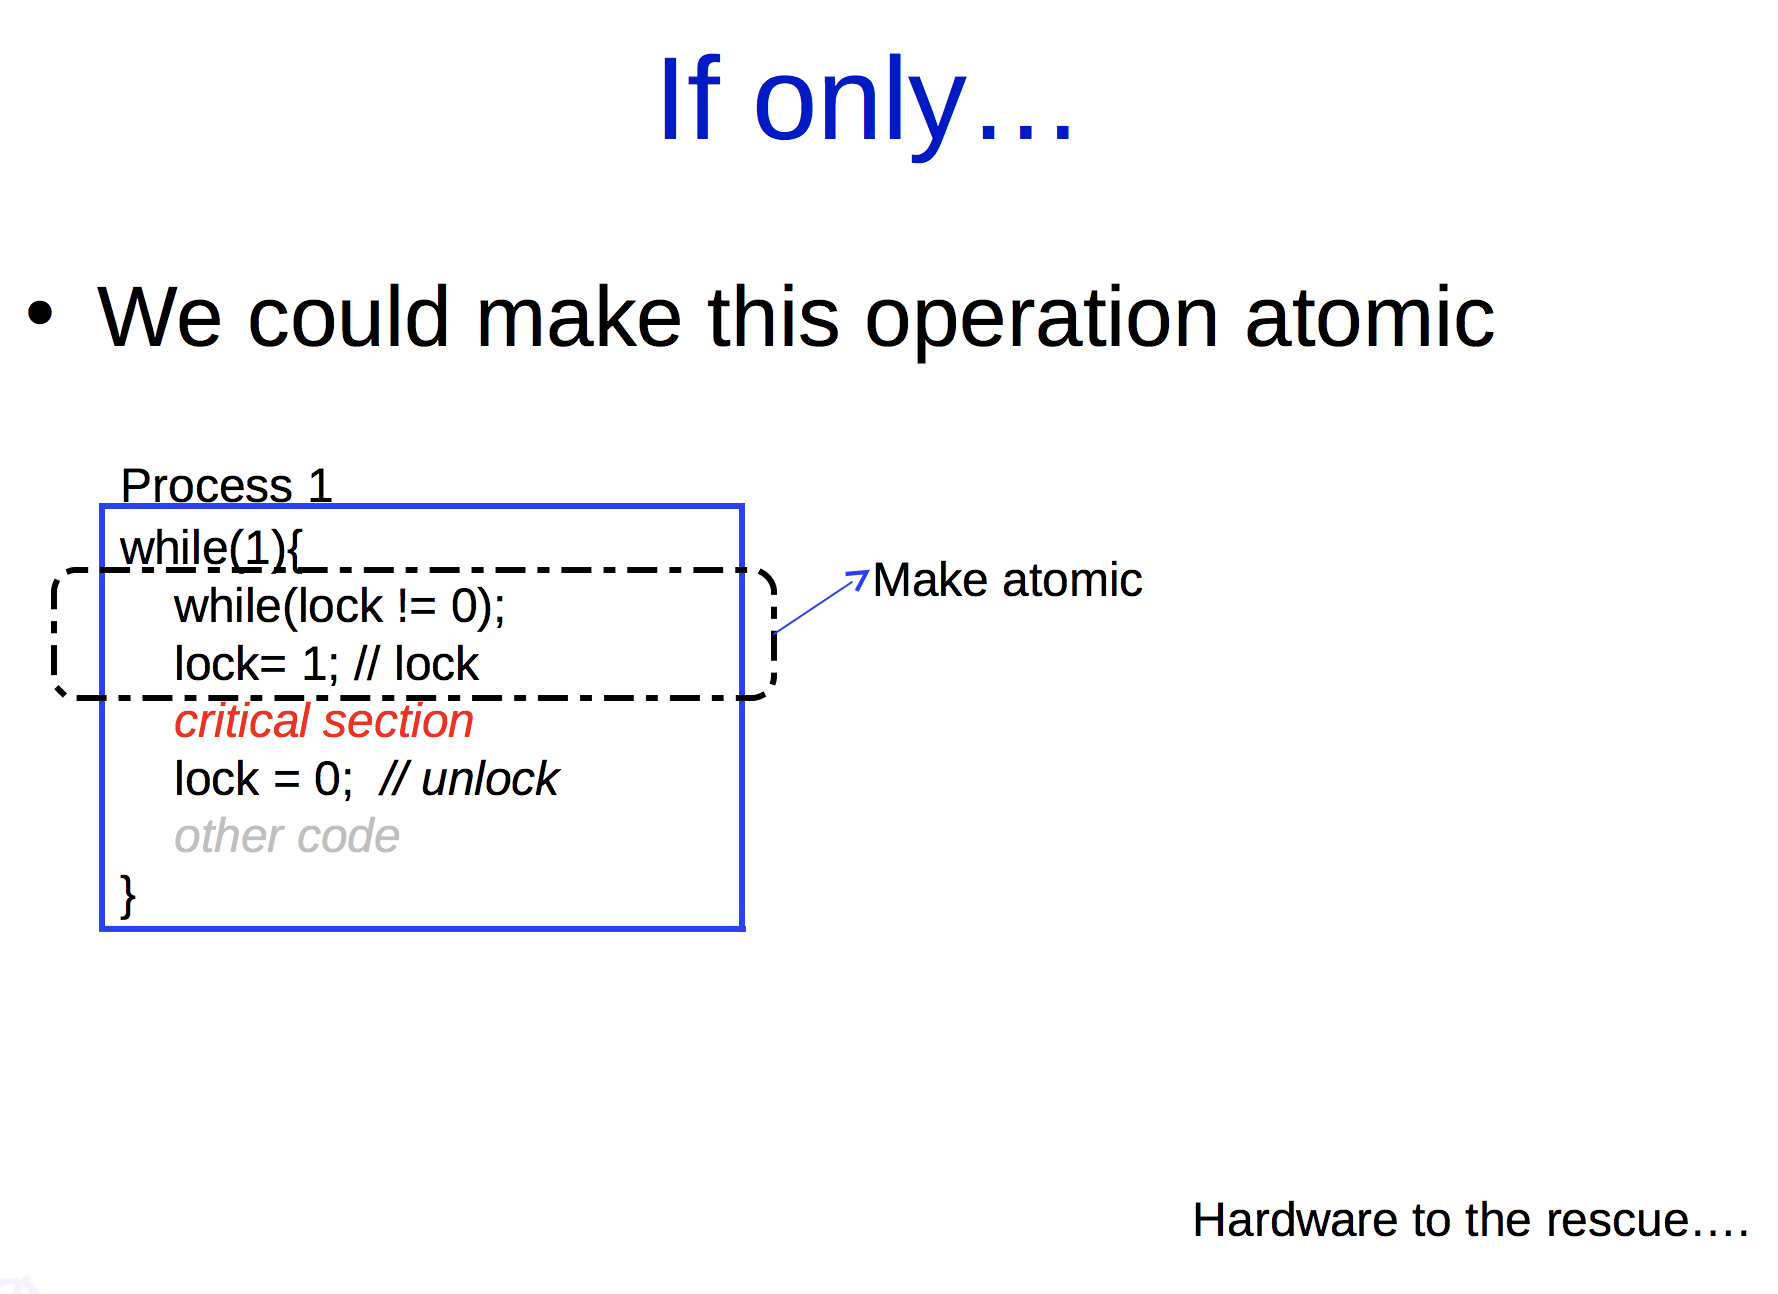 If only…
• We could make this operation atomic
Process 1
while(1){
while(lock != 0);
Make atomic
lock= 1; // lock
critical section
lock = 0; // unlock
other code
}
Hardware to the rescue….